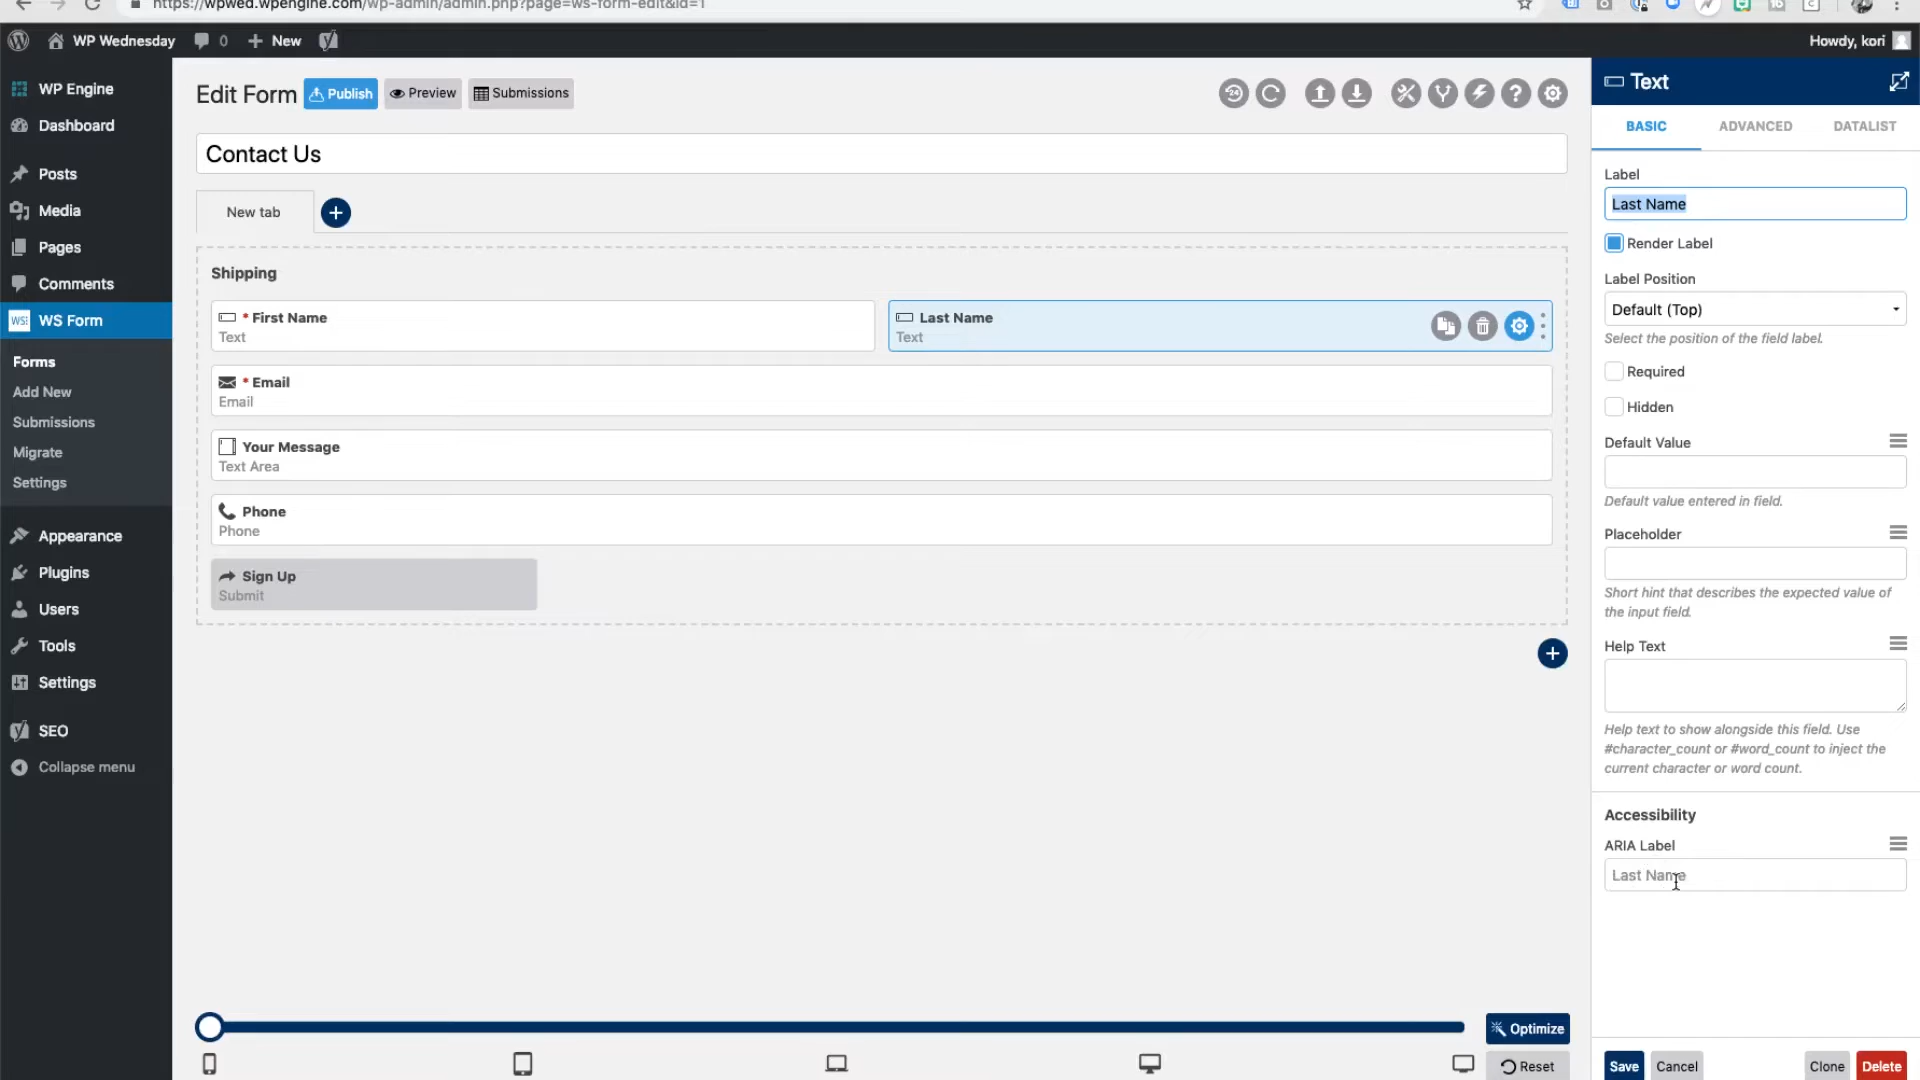 https://wpwed.wpengine.com/wp-admin/admin.php?page=ws-form-edit&id=1
WP Wednesday
0
New
Howdy, kori
WP Engine
Dashboard
Posts
Media
Pages
Comments
WS Form
Forms
Add New
Submissions
Migrate
Settings
Appearance
Plugins
Users
Tools
Settings
SEO
Collapse menu
Edit Form
Publish
Preview
Submissions
24
?
Contact Us
New tab
+
Shipping
* First Name
Text
Last Name
Text
* Email
Email
Your Message
Text Area
Phone
Phone
Sign Up
Submit
+
Optimize
Reset
Text
BASIC
ADVANCED
DATALIST
Label
Last Name
Render Label
Label Position
Default (Top)
Select the position of the field label.
Required
Hidden
Default Value
Default value entered in field.
Placeholder
Short hint that describes the expected value of
the input field.
Help Text
Help text to show alongside this field. Use
#character_count or #word_count to inject the
current character or word count.
Accessibility
ARIA Label
Last Name
Save
Cancel
Clone
Delete